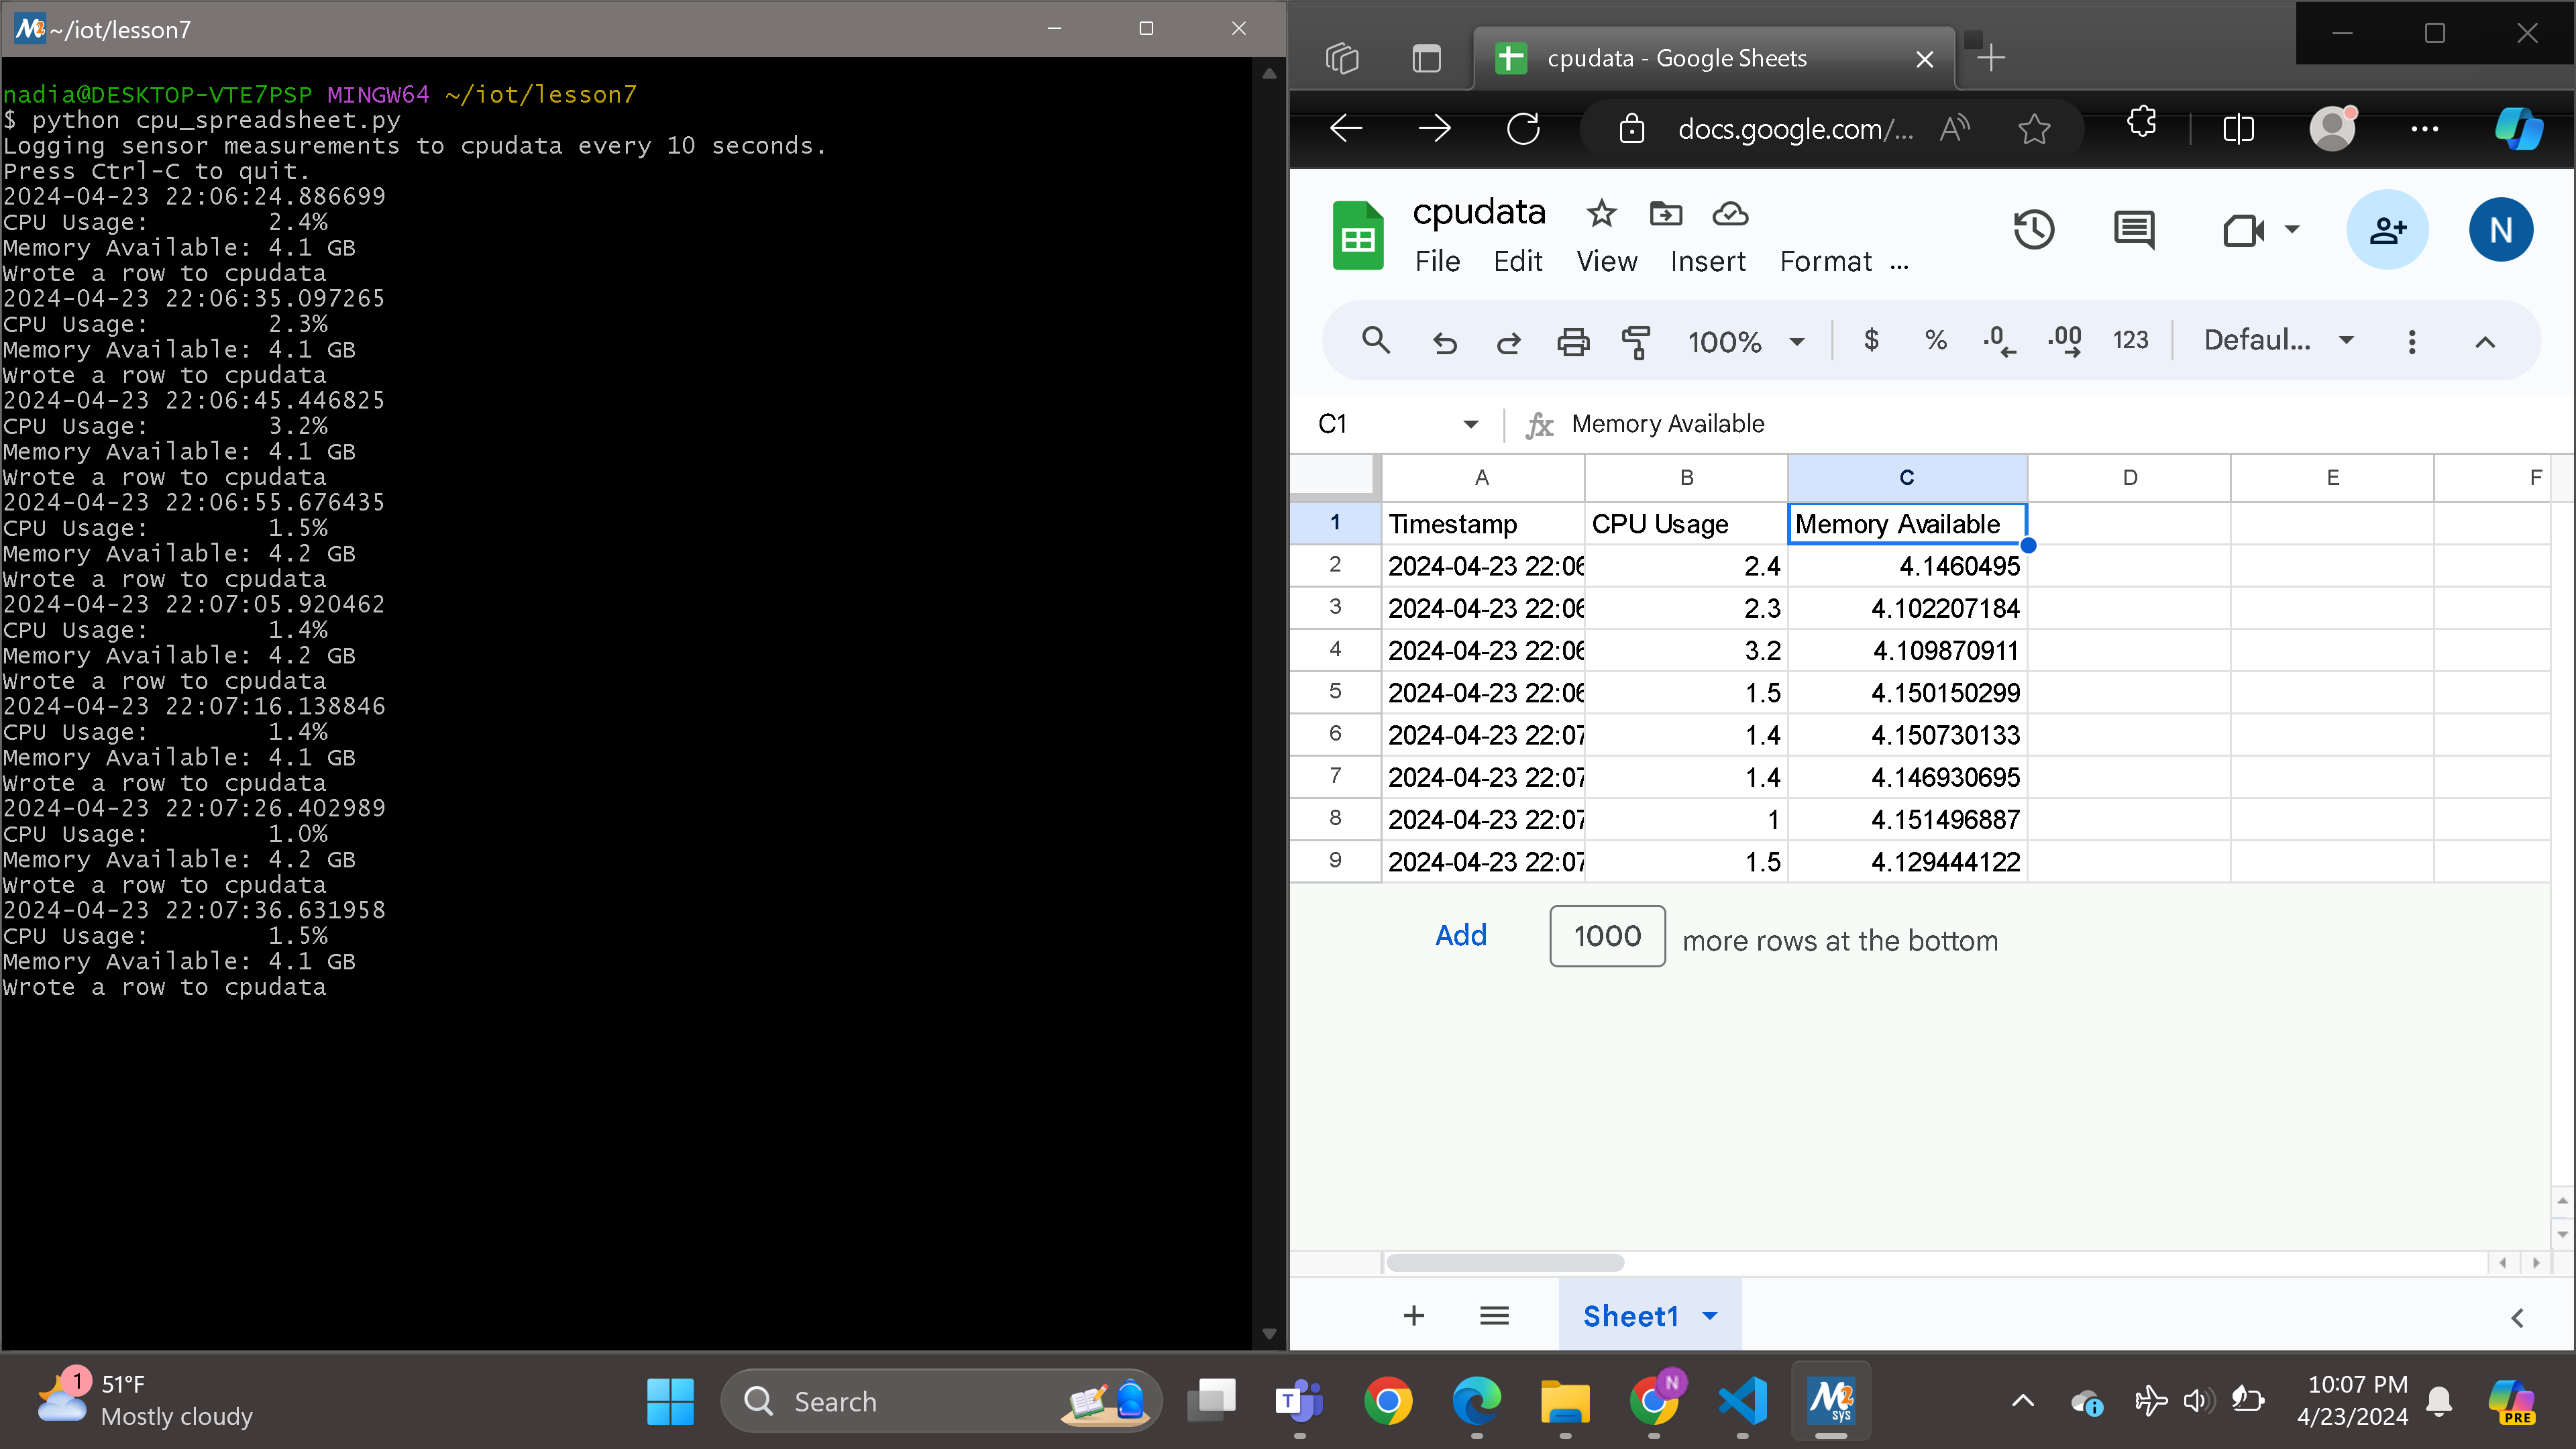 ~/iot/lesson7
nadia@DESKTOP-VTE7PSP MINGW64 ~/iot/lesson7
$ python cpu_spreadsheet.py
Logging sensor measurements to cpudata every 10 seconds.
Press Ctrl-C to quit.
2024-04-23 22:06:24.886699
CPU Usage: 2.4%
Memory Available: 4.1 GB
Wrote a row to cpudata
2024-04-23 22:06:35.097265
CPU Usage: 2.3%
Memory Available: 4.1 GB
Wrote a row to cpudata
2024-04-23 22:06:45.446825
CPU Usage: 3.2%
Memory Available: 4.1 GB
Wrote a row to cpudata
2024-04-23 22:06:55.676435
CPU Usage: 1.5%
Memory Available: 4.2 GB
Wrote a row to cpudata
2024-04-23 22:07:05.920462
CPU Usage: 1.4%
Memory Available: 4.2 GB
Wrote a row to cpudata
2024-04-23 22:07:16.138846
CPU Usage: 1.4%
Memory Available: 4.1 GB
Wrote a row to cpudata
2024-04-23 22:07:26.402989
CPU Usage: 1.0%
Memory Available: 4.2 GB
Wrote a row to cpudata
2024-04-23 22:07:36.631958
CPU Usage: 1.5%
Memory Available: 4.1 GB
Wrote a row to cpudata
cpudata - Google Sheets
docs.google.com/...
cpudata
File Edit View Insert Format ...
N
100% $ % .0 .00 123 Defaul...
C1 fx Memory Available
A B C D E F
1 Timestamp CPU Usage Memory Available
2 2024-04-23 22:06 2.4 4.1460495
3 2024-04-23 22:06 2.3 4.102207184
4 2024-04-23 22:06 3.2 4.109870911
5 2024-04-23 22:06 1.5 4.150150299
6 2024-04-23 22:07 1.4 4.150730133
7 2024-04-23 22:07 1.4 4.146930695
8 2024-04-23 22:07 1 4.151496887
9 2024-04-23 22:07 1.5 4.129444122
Add 1000 more rows at the bottom
Sheet1
1
51°F
Mostly cloudy
Search
T
N
M2
sys
10:07 PM
4/23/2024
PRE